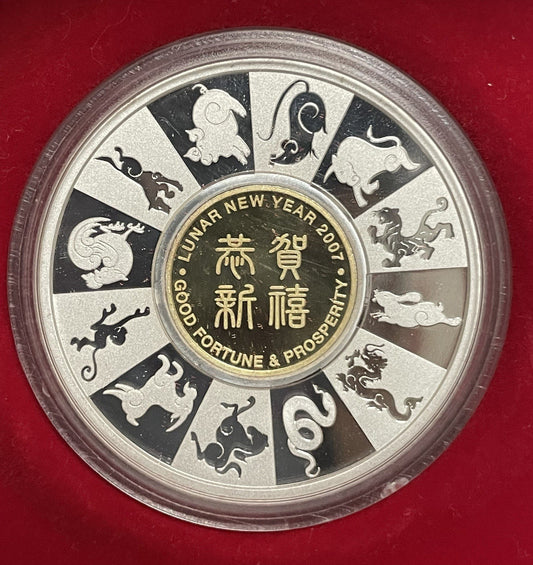 LUNAR NEW YEAR 2007
恭賀
新禧
GOOD FORTUNE & PROSPERITY